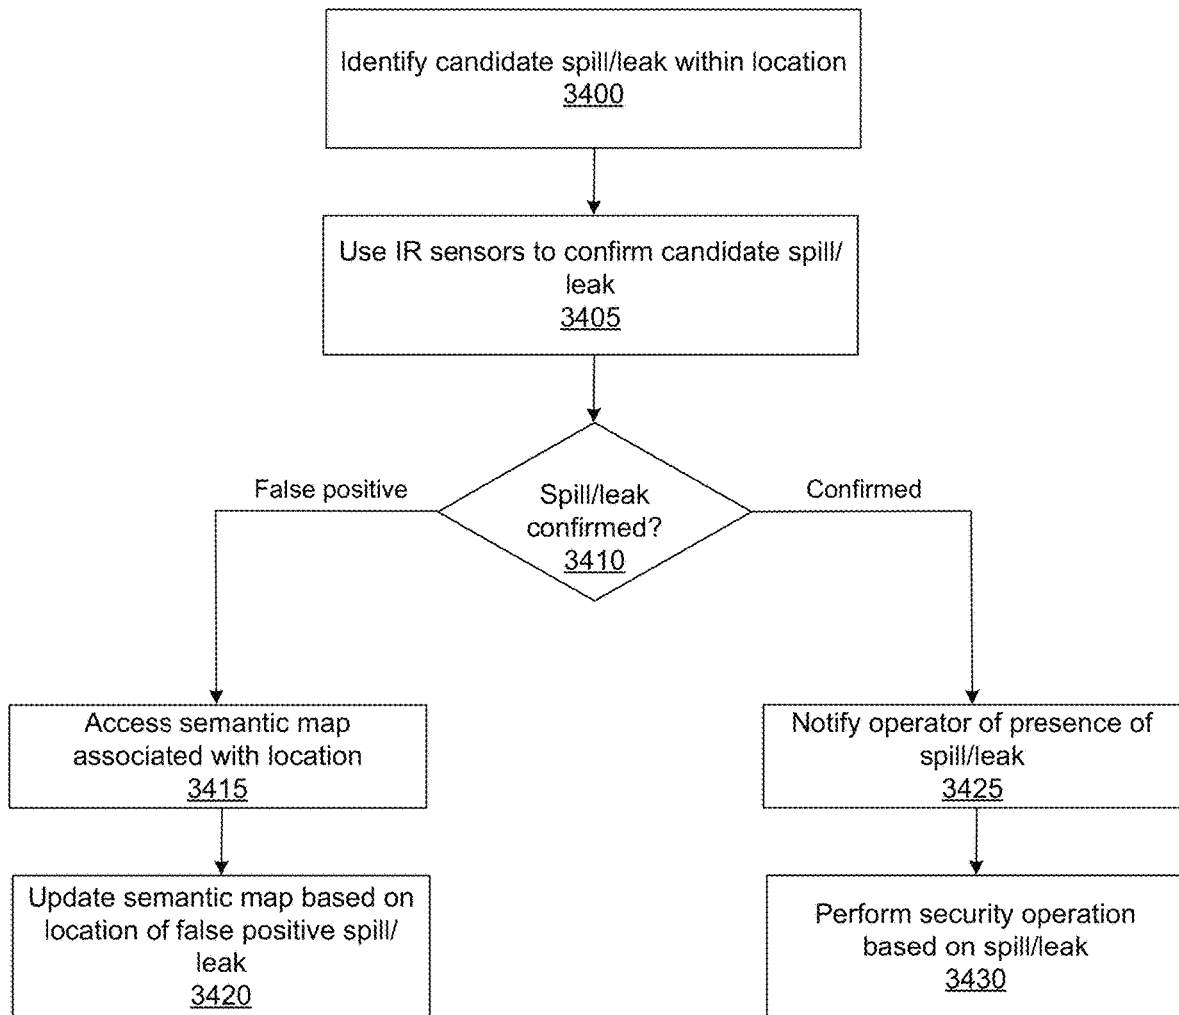 Identify candidate spill/leak within location
3400
Use IR sensors to confirm candidate spill/
leak
3405
False positive
Spill/leak
confirmed?
3410
Confirmed
Access semantic map
associated with location
3415
Notify operator of presence of
spill/leak
3425
Update semantic map based on
location of false positive spill/
leak
3420
Perform security operation
based on spill/leak
3430